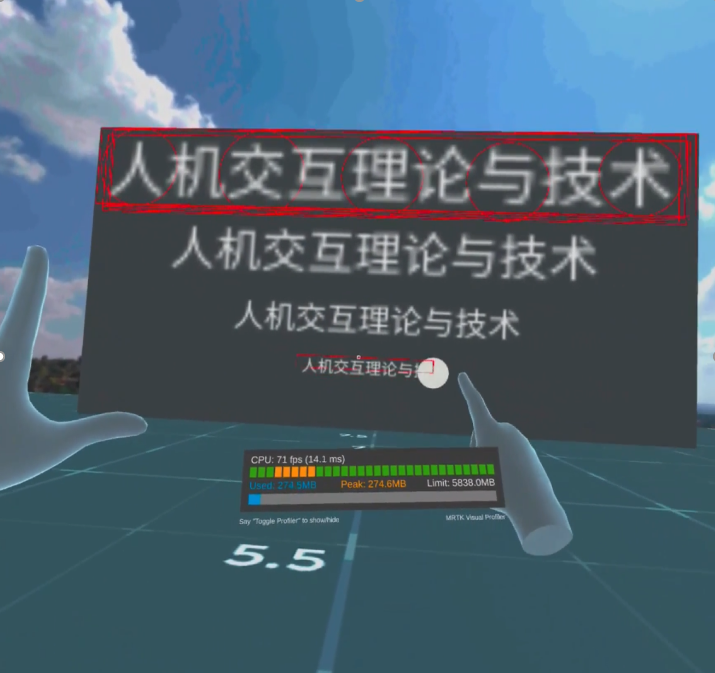 人机交互理论与技术
人机交互理论与技术
人机交互理论与技术
人机交互理论与
CPU: 71 fps (14.1 ms)
Used: 274.5MB Peak: 274.6MB Limit: 5838.0MB
Say "Toggle Profiler" to show/hide MRTK Visual Profiler
5.5